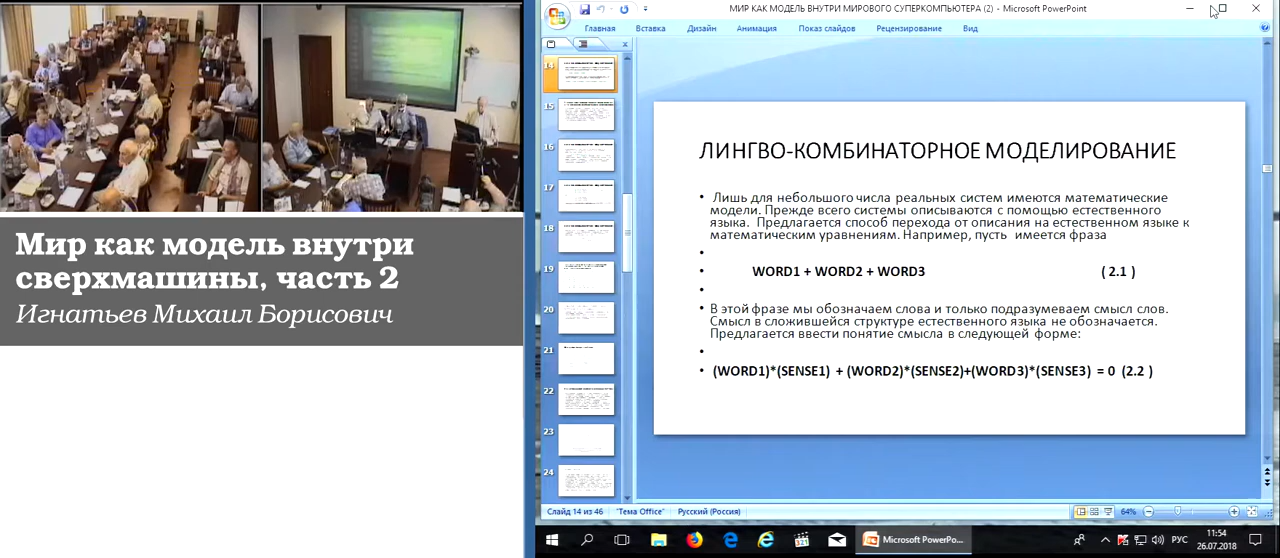 Мир как модель внутри
сверхмашины, часть 2
Игнатьев Михаил Борисович
МИР КАК МОДЕЛЬ ВНУТРИ МИРОВОГО СУПЕРКОМПЬЮТЕРА (2) - Microsoft PowerPoint
Главная Вставка Дизайн Анимация Показ слайдов Рецензирование Вид
14
15
16
17
18
19
20
21
22
23
24
ЛИНГВО-КОМБИНАТОРНОЕ МОДЕЛИРОВАНИЕ
• Лишь для небольшого числа реальных систем имеются математические
модели. Прежде всего системы описываются с помощью естественного
языка. Предлагается способ перехода от описания на естественном языке к
математическим уравнениям. Например, пусть имеется фраза
•
• WORD1 + WORD2 + WORD3 ( 2.1 )
•
• В этой фразе мы обозначаем слова и только подразумеваем смысл слов.
Смысл в сложившейся структуре естественного языка не обозначается.
Предлагается ввести понятие смысла в следующей форме:
•
• (WORD1)*(SENSE1) + (WORD2)*(SENSE2)+(WORD3)*(SENSE3) = 0 (2.2 )
Слайд 14 из 46 "Тема Office" Русский (Россия) 64%
Microsoft PowerPo... РУС 11:54
26.07.2018